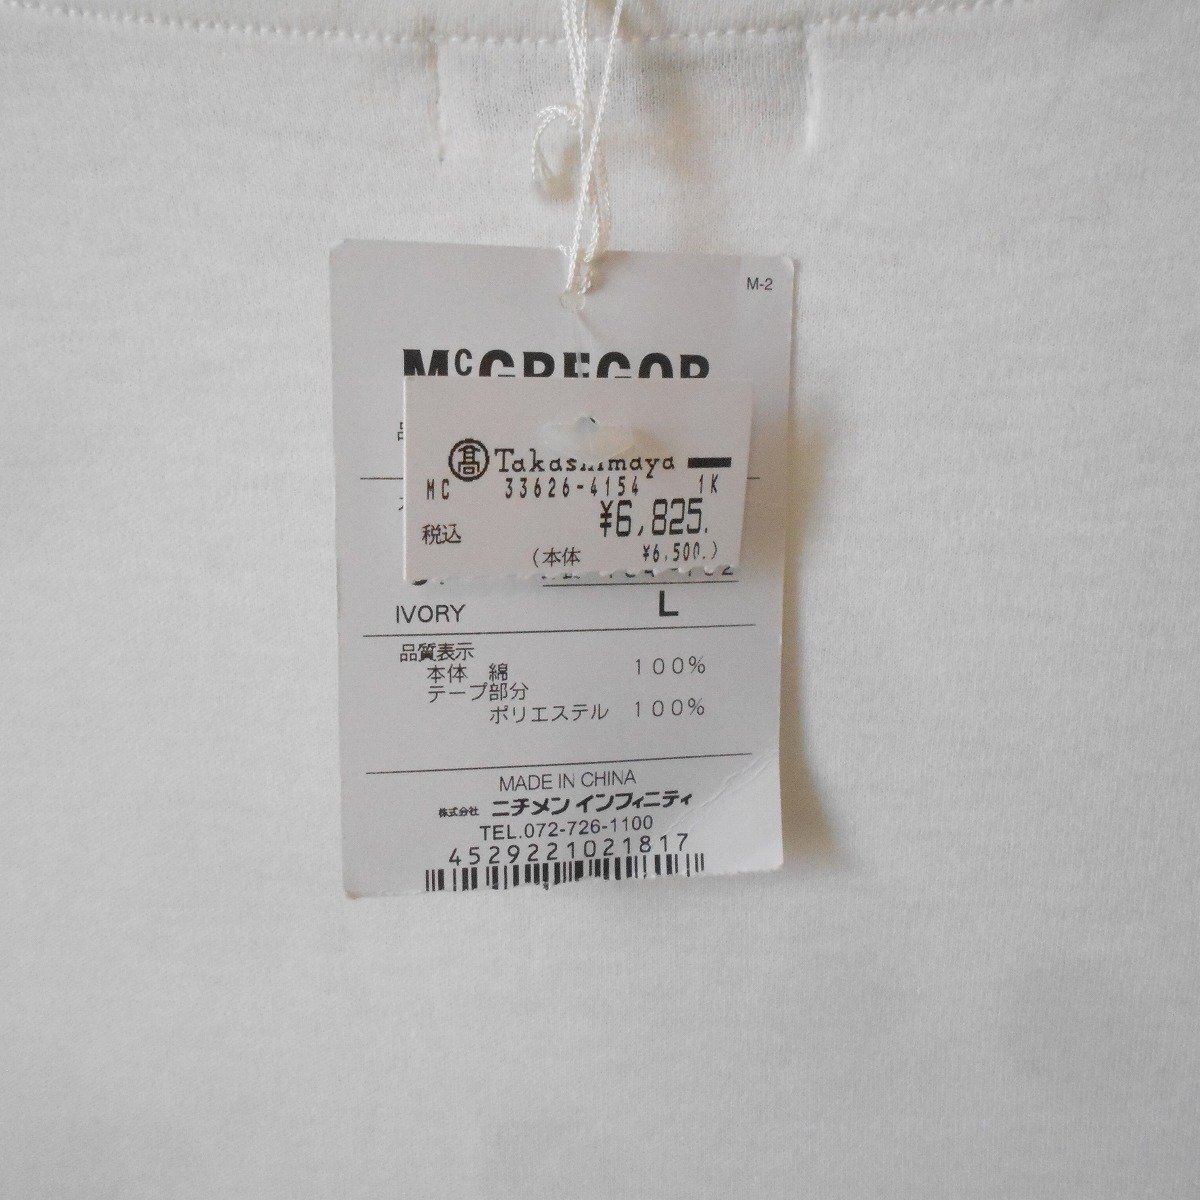 M-2
McGREGOR
髙 Takashimaya
MC 33626-4154 1K
¥6,825.
税込
(本体 ¥6,500.)
IVORY L
品質表示
本体 綿 100%
テープ部分
ポリエステル 100%
MADE IN CHINA
株式会社 ニチメン インフィニティ
TEL.072-726-1100
4529221021817